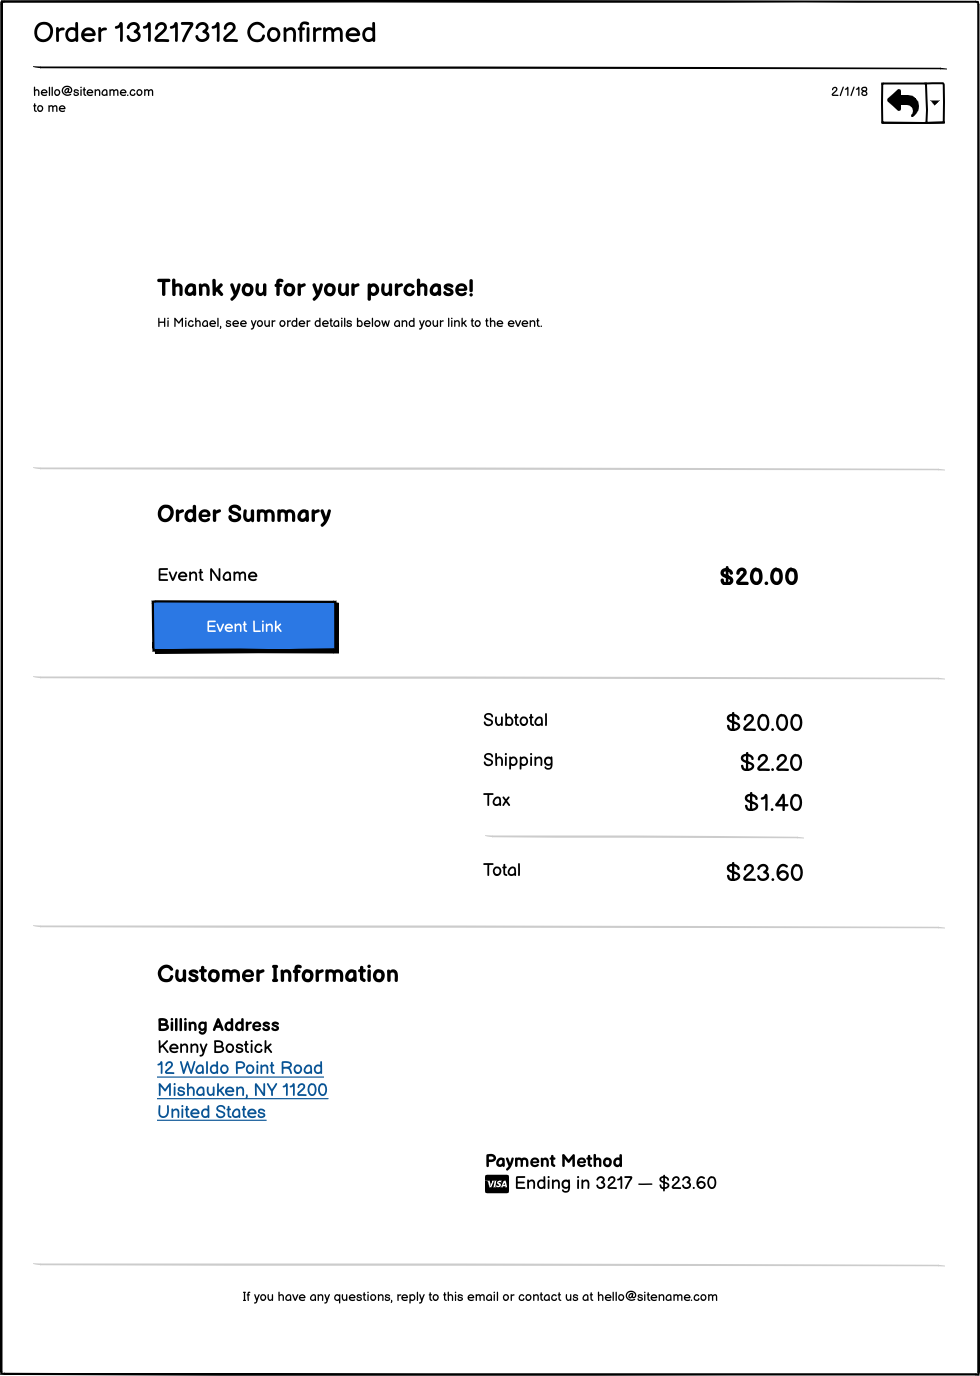 Order 131217312 Confirmed
hello@sitename.com
2/1/18
to me
Thank you for your purchase!
Hi Michael, see your order details below and your link to the event.
Order Summary
Event Name $20.00
Event Link
Subtotal $20.00
Shipping $2.20
Tax $1.40
Total $23.60
Customer Information
Billing Address
Kenny Bostick
12 Waldo Point Road
Mishauken, NY 11200
United States
Payment Method
VISA Ending in 3217 — $23.60
If you have any questions, reply to this email or contact us at hello@sitename.com